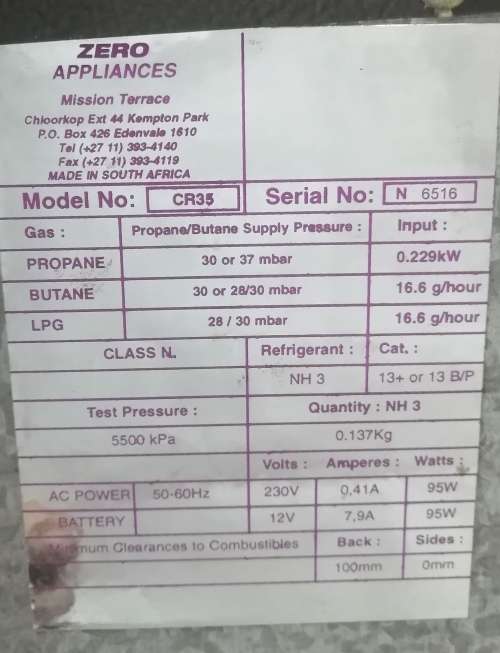 ZERO
APPLIANCES
Mission Terrace
Chloorkop Ext 44 Kempton Park
P.O. Box 426 Edenvale 1610
Tel (+27 11) 393-4140
Fax (+27 11) 393-4119
MADE IN SOUTH AFRICA
Model No: CR35 Serial No: N 6516
Gas : Propane/Butane Supply Pressure : Input :
PROPANE 30 or 37 mbar 0.229kW
BUTANE 30 or 28/30 mbar 16.6 g/hour
LPG 28 / 30 mbar 16.6 g/hour
CLASS N. Refrigerant : Cat. :
NH 3 13+ or 13 B/P
Test Pressure : Quantity : NH 3
5500 kPa 0.137Kg
Volts : Amperes : Watts :
AC POWER 50-60Hz 230V 0,41A 95W
BATTERY 12V 7,9A 95W
Minimum Clearances to Combustibles Back : Sides :
100mm 0mm